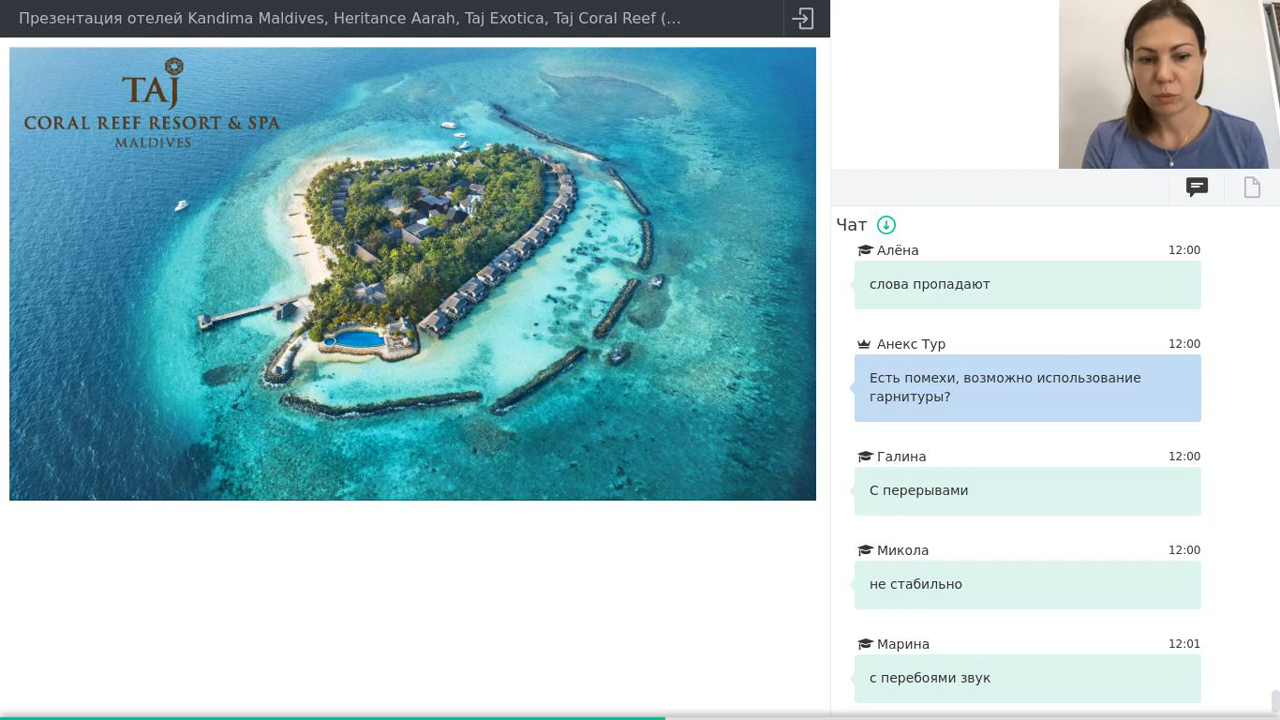 Презентация отелей Kandima Maldives, Heritance Aarah, Taj Exotica, Taj Coral Reef (...
TAJ
CORAL REEF RESORT & SPA
MALDIVES
Чат
Алёна 12:00
слова пропадают
Анекс Тур 12:00
Есть помехи, возможно использование
гарнитуры?
Галина 12:00
С перерывами
Микола 12:00
не стабильно
Марина 12:01
с перебоями звук